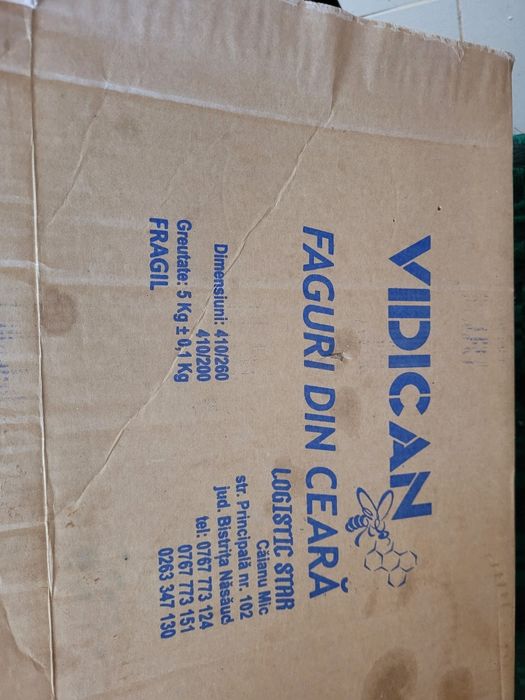 VIDICAN
FAGURI DIN CEARĂ
Dimensiuni: 410/260
410/200
Greutate: 5 Kg ± 0,1 Kg
FRAGIL
LOGISTIC STAR
Căianu Mic
str. Principală nr. 102
jud. Bistrița Năsăud
tel: 0767 773 124
0767 773 151
0263 347 130